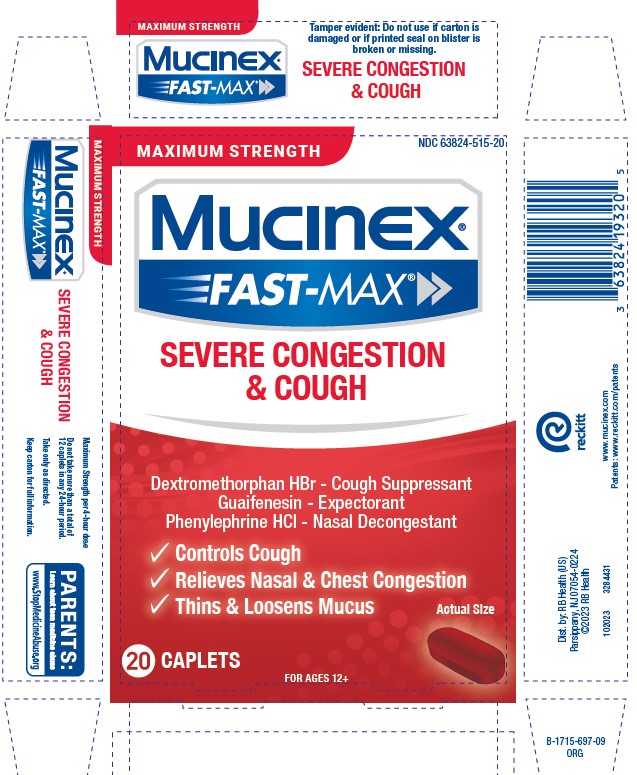 MAXIMUM STRENGTH
Mucinex®
FAST-MAX®
Tamper evident: Do not use if carton is
damaged or if printed seal on blister is
broken or missing.
SEVERE CONGESTION
& COUGH
MAXIMUM STRENGTH
Mucinex®
FAST-MAX®
SEVERE CONGESTION
& COUGH
Maximum Strength per 4-hour dose
Do not take more than a total of
12 caplets in any 24-hour period.
Take only as directed.
Keep carton for full information.
PARENTS:
Learn about teen medicine abuse
www.StopMedicineAbuse.org
MAXIMUM STRENGTH
NDC 63824-515-20
Mucinex®
FAST-MAX®
SEVERE CONGESTION
& COUGH
Dextromethorphan HBr - Cough Suppressant
Guaifenesin - Expectorant
Phenylephrine HCl - Nasal Decongestant
✓ Controls Cough
✓ Relieves Nasal & Chest Congestion
✓ Thins & Loosens Mucus
Actual Size
20 CAPLETS
FOR AGES 12+
3 63824 19320 5
reckitt
www.mucinex.com
Patents: www.reckitt.com/patents
Dist. by: RB Health (US)
Parsippany, NJ 07054-0224
©2023 RB Health
102023 3284431
B-1715-697-09
ORG